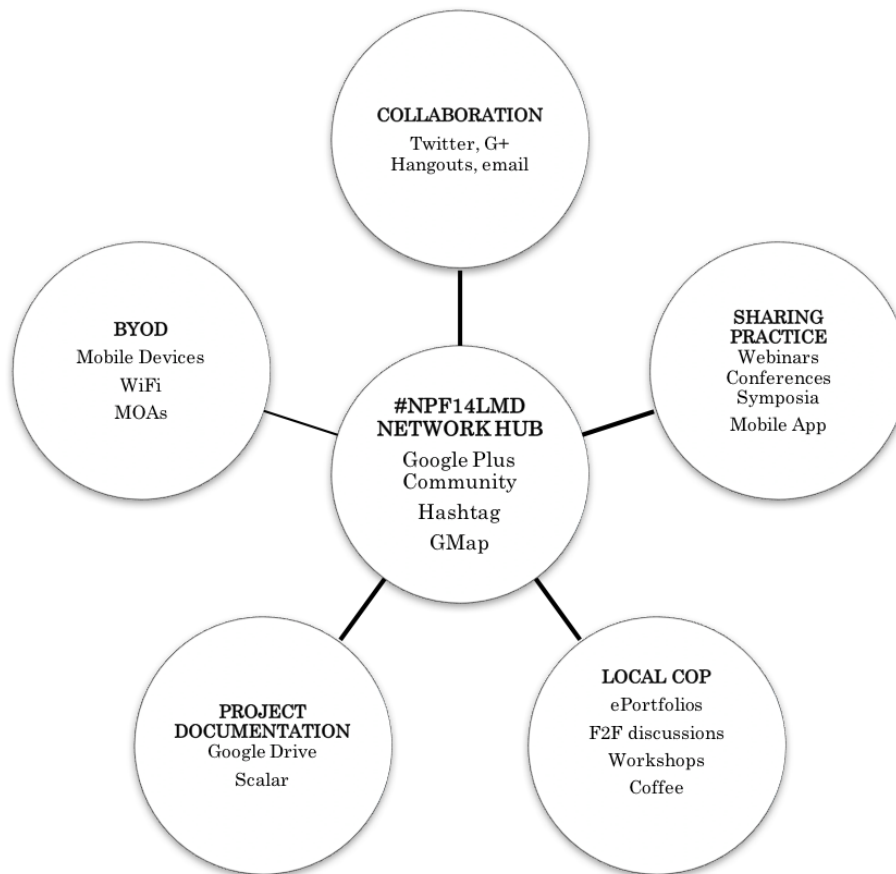 COLLABORATION
Twitter, G+
Hangouts, email
BYOD
Mobile Devices
WiFi
MOAs
SHARING
PRACTICE
Webinars
Conferences
Symposia
Mobile App
#NPF14LMD
NETWORK HUB
Google Plus
Community
Hashtag
GMap
PROJECT
DOCUMENTATION
Google Drive
Scalar
LOCAL COP
ePortfolios
F2F discussions
Workshops
Coffee